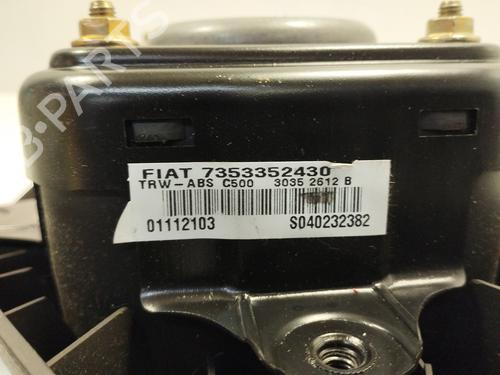 FIAT 7353352430
TRW-ABS C500 3035 2612 B
01112103 S040232382
B-PARTS